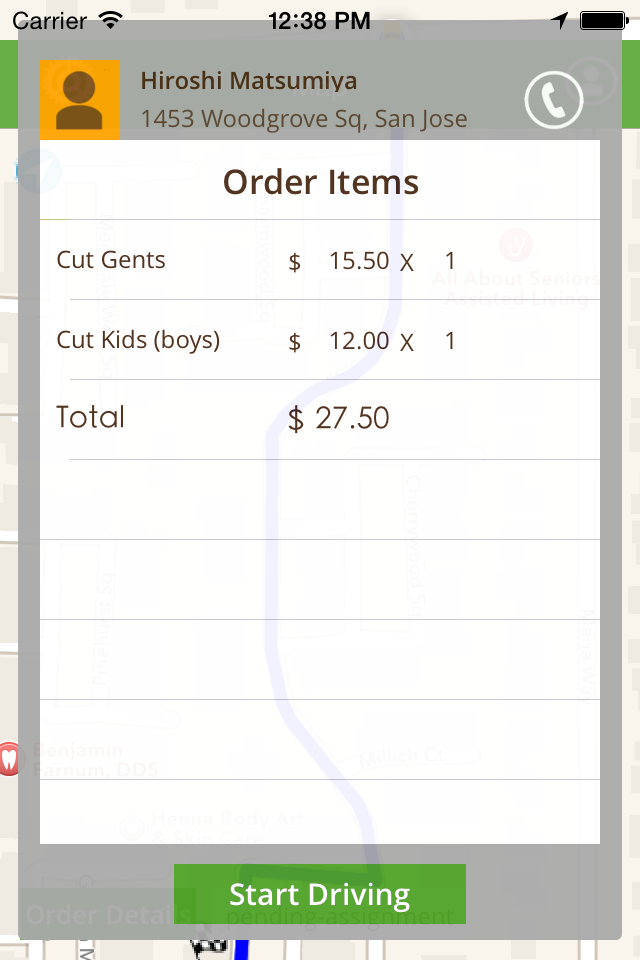 Carrier 12:38 PM
Hiroshi Matsumiya
1453 Woodgrove Sq, San Jose
Order Items
Cut Gents $ 15.50 X 1
All About Seniors
Assisted Living
Cut Kids (boys) $ 12.00 X 1
Total $ 27.50
Cherrywood Sq
Pinehurst Sq
Benjamin
Farnum, DDS
Millich Ct
Henna Body Art
& Skin Care
Start Driving
Order Details
pending-assignment